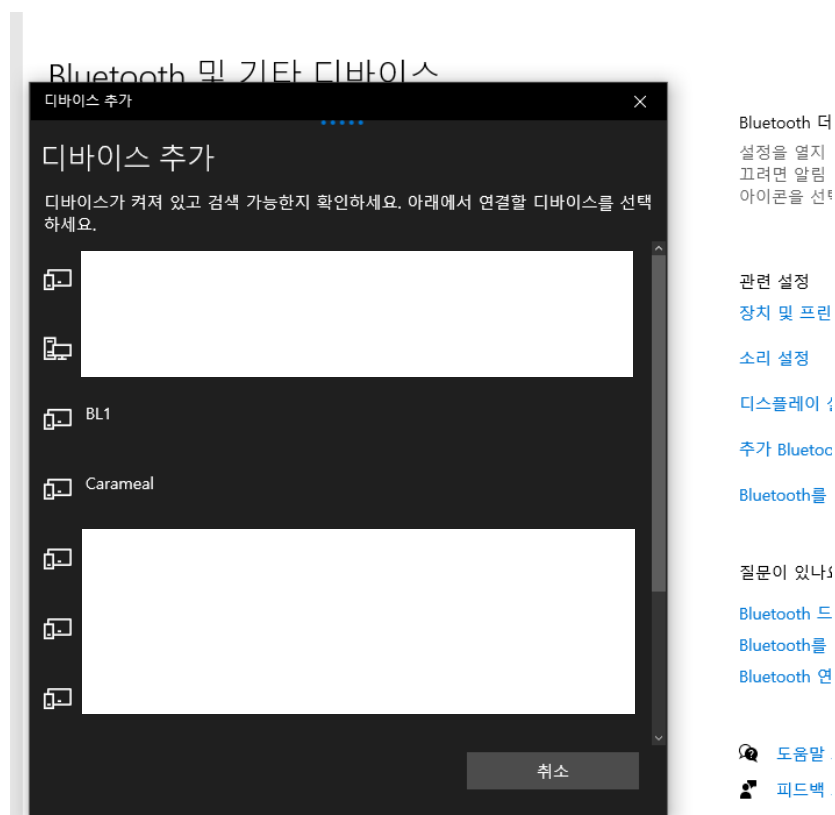 Bluetooth 및 기타 디바이스
디바이스 추가
디바이스 추가
디바이스가 켜져 있고 검색 가능한지 확인하세요. 아래에서 연결할 디바이스를 선택
하세요.
BL1
Carameal
취소
Bluetooth
설정을 열지
끄려면 알림
아이콘을
관련 설정
장치 및
소리 설정
디스플레이
추가
Bluetooth를
질문이
Bluetooth
Bluetooth를
Bluetooth
도움말
피드백